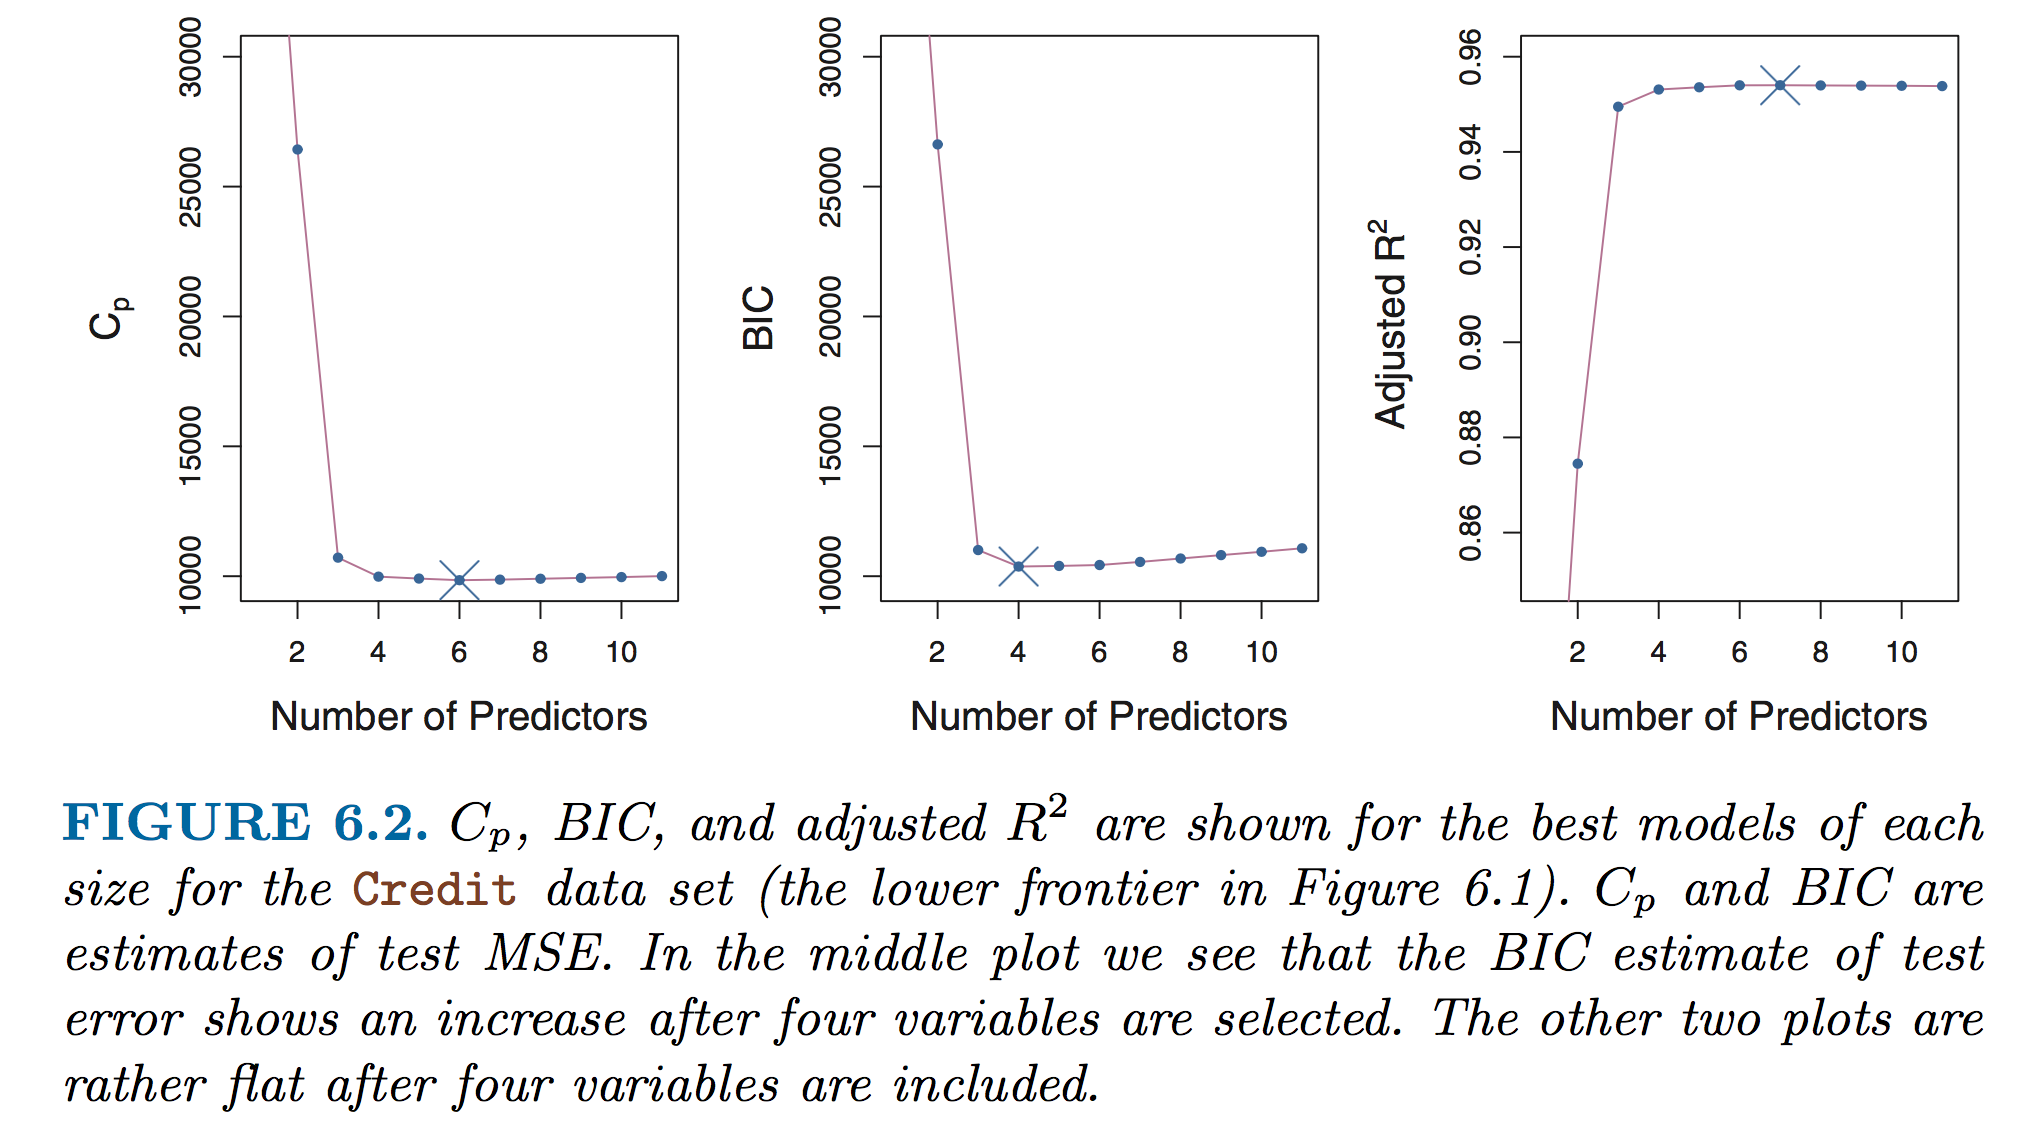 30000
25000
20000
15000
10000
C_p
2 4 6 8 10
Number of Predictors
30000
25000
20000
15000
10000
BIC
2 4 6 8 10
Number of Predictors
0.96
0.94
0.92
0.90
0.88
0.86
Adjusted R²
2 4 6 8 10
Number of Predictors
FIGURE 6.2. C_p, BIC, and adjusted R² are shown for the best models of each
size for the Credit data set (the lower frontier in Figure 6.1). C_p and BIC are
estimates of test MSE. In the middle plot we see that the BIC estimate of test
error shows an increase after four variables are selected. The other two plots are
rather flat after four variables are included.